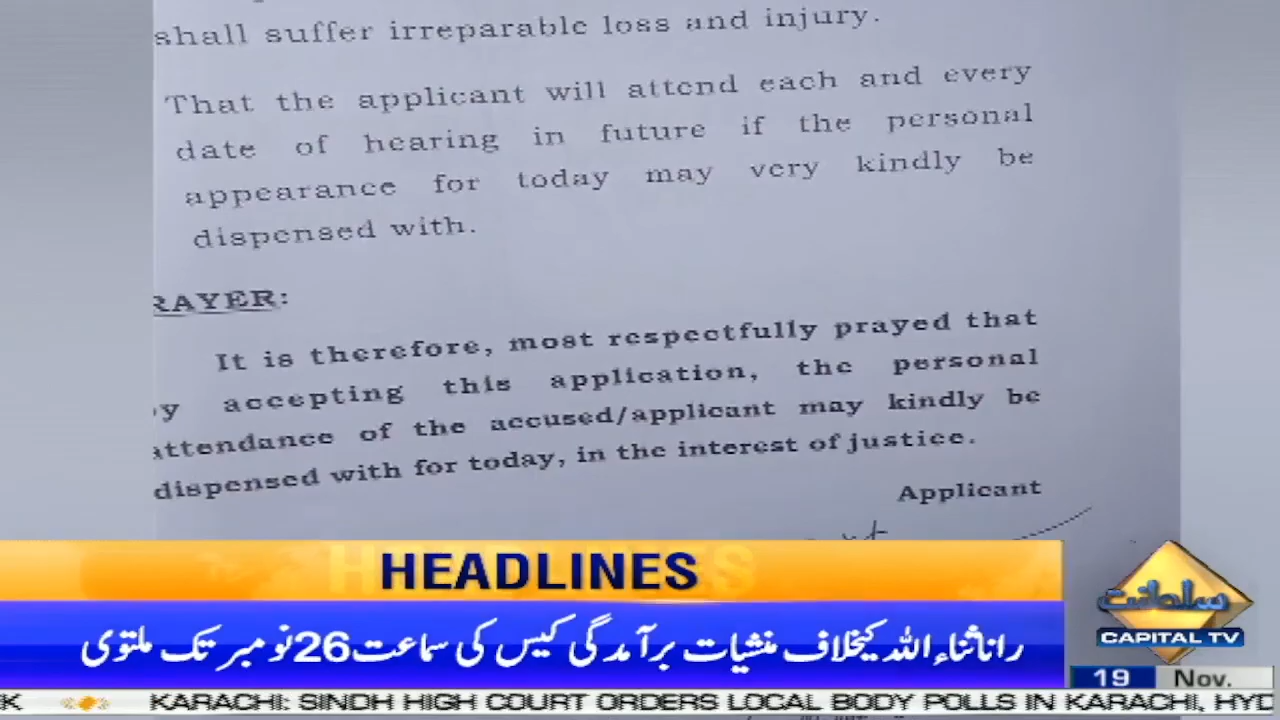 shall suffer irreparable loss and injury.
That the applicant will attend each and every
date of hearing in future if the personal
appearance for today may very kindly be
dispensed with.
RAYER:
It is therefore, most respectfully prayed that
y accepting this application, the personal
attendance of the accused/applicant may kindly be
dispensed with for today, in the interest of justice.
Applicant
HEADLINES
رانا ثناء اللہ کیخلاف منشیات برآمدگی کیس کی سماعت 26 نومبر تک ملتوی
CAPITAL TV
19 Nov.
K KARACHI: SINDH HIGH COURT ORDERS LOCAL BODY POLLS IN KARACHI, HYD